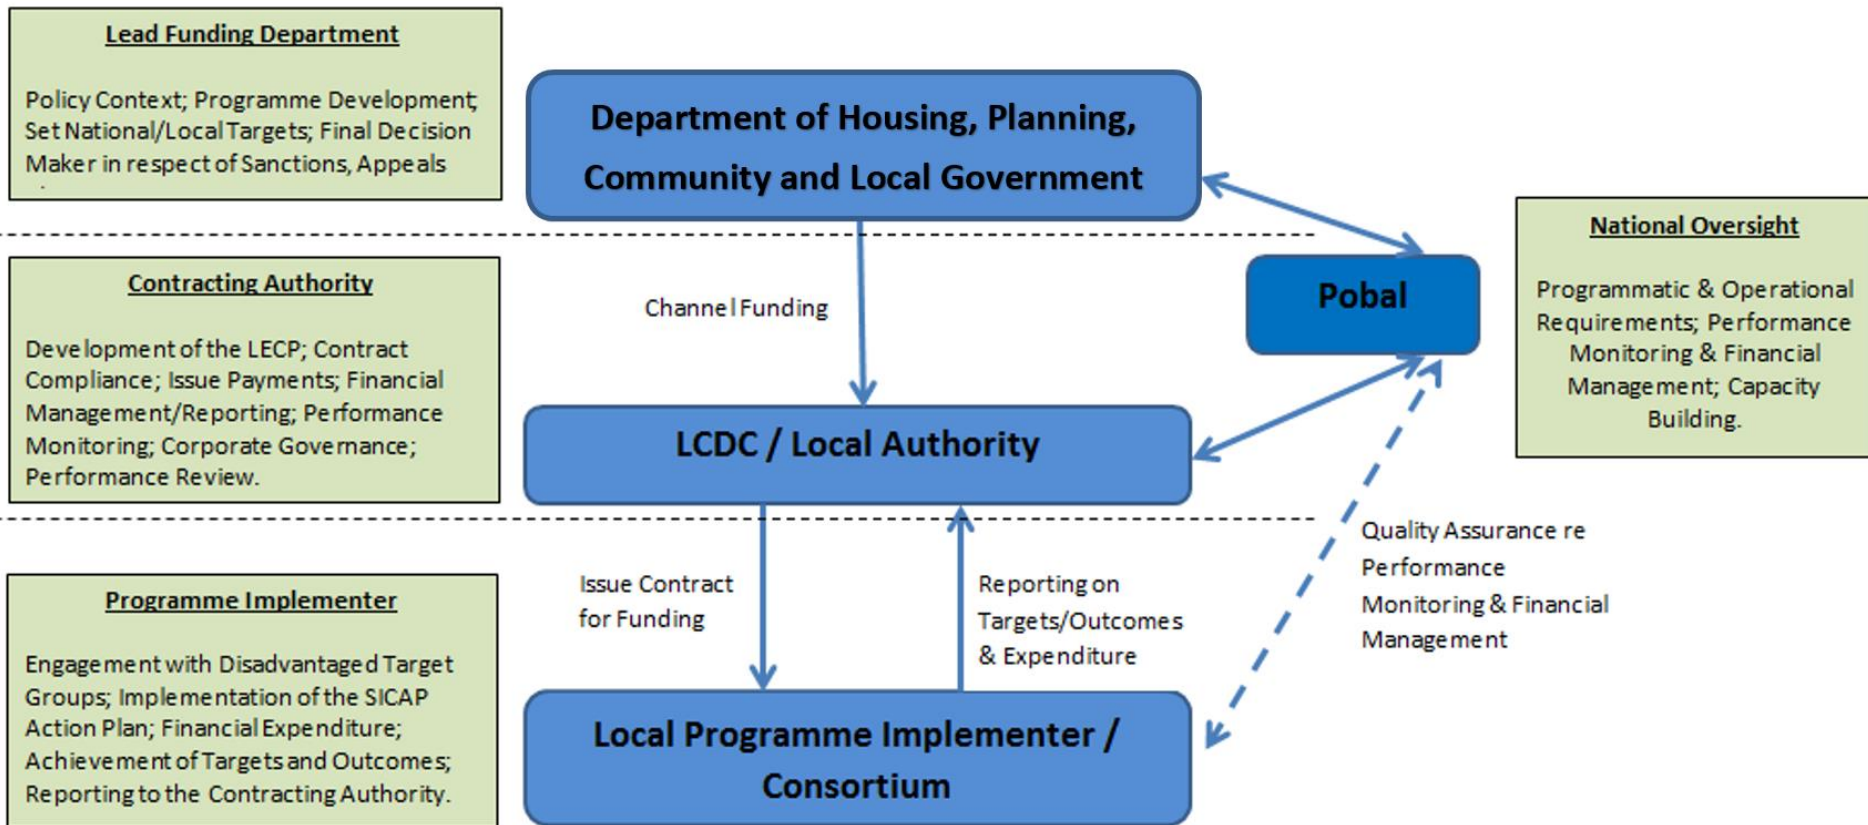 Lead Funding Department
Policy Context; Programme Development;
Set National/Local Targets; Final Decision
Maker in respect of Sanctions, Appeals
Department of Housing, Planning,
Community and Local Government
National Oversight
Programmatic & Operational
Requirements; Performance
Monitoring & Financial
Management; Capacity
Building.
Pobal
Contracting Authority
Development of the LECP; Contract
Compliance; Issue Payments; Financial
Management/Reporting; Performance
Monitoring; Corporate Governance;
Performance Review.
Channel Funding
LCDC / Local Authority
Issue Contract
for Funding
Reporting on
Targets/Outcomes
& Expenditure
Quality Assurance re
Performance
Monitoring & Financial
Management
Programme Implementer
Engagement with Disadvantaged Target
Groups; Implementation of the SICAP
Action Plan; Financial Expenditure;
Achievement of Targets and Outcomes;
Reporting to the Contracting Authority.
Local Programme Implementer /
Consortium